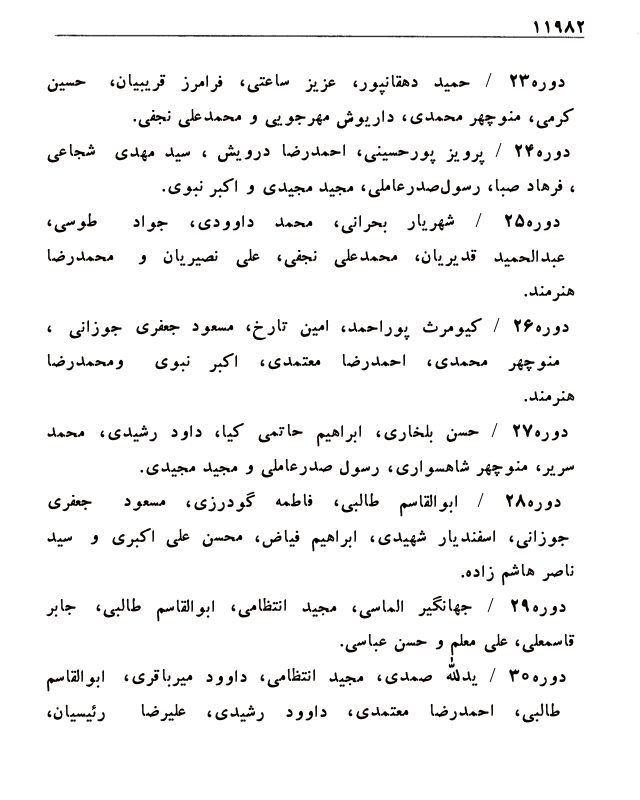 ۱۱۹۸۲
دوره۲۳ / حمید دهقانپور، عزیز ساعتی، فرامرز قریبیان، حسین
کرمی، منوچهر محمدی، داریوش مهرجویی و محمدعلی نجفی.
دوره۲۴ / پرویز پورحسینی، احمدرضا درویش ، سید مهدی شجاعی
، فرهاد صبا، رسول‌صدرعاملی، مجید مجیدی و اکبر نبوی.
دوره۲۵ / شهریار بحرانی، محمد داوودی، جواد طوسی،
عبدالحمید قدیریان، محمدعلی نجفی، علی نصیریان و محمدرضا
هنرمند.
دوره۲۶ / کیومرث پوراحمد، امین تارخ، مسعود جعفری جوزانی ،
منوچهر محمدی، احمدرضا معتمدی، اکبر نبوی ومحمدرضا
هنرمند.
دوره۲۷ / حسن بلخاری، ابراهیم حاتمی کیا، داود رشیدی، محمد
سریر، منوچهر شاهسواری، رسول صدرعاملی و مجید مجیدی.
دوره۲۸ / ابوالقاسم طالبی، فاطمه گودرزی، مسعود جعفری
جوزانی، اسفندیار شهیدی، ابراهیم فیاض، محسن علی اکبری و سید
ناصر هاشم زاده.
دوره۲۹ / جهانگیر الماسی، مجید انتظامی، ابوالقاسم طالبی، جابر
قاسمعلی، علی معلم و حسن عباسی.
دوره۳۰ / یدالله صمدی، مجید انتظامی، داوود میرباقری، ابوالقاسم
طالبی، احمدرضا معتمدی، داوود رشیدی، علیرضا رئیسیان،